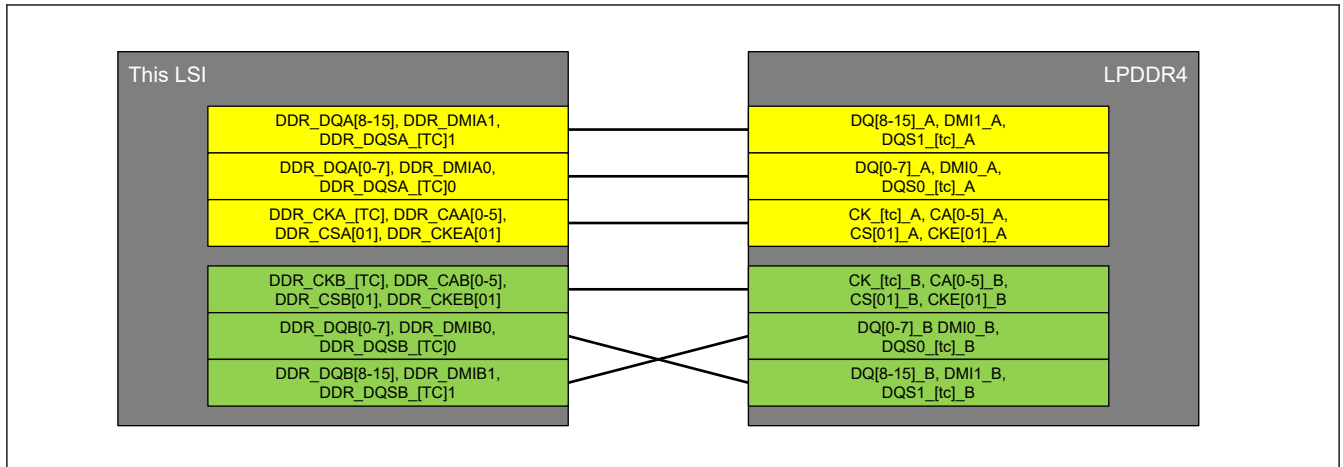 This LSI
DDR_DQA[8-15], DDR_DMIA1,
DDR_DQSA_[TC]1
DDR_DQA[0-7], DDR_DMIA0,
DDR_DQSA_[TC]0
DDR_CKA_[TC], DDR_CAA[0-5],
DDR_CSA[01], DDR_CKEA[01]
DDR_CKB_[TC], DDR_CAB[0-5],
DDR_CSB[01], DDR_CKEB[01]
DDR_DQB[0-7], DDR_DMIB0,
DDR_DQSB_[TC]0
DDR_DQB[8-15], DDR_DMIB1,
DDR_DQSB_[TC]1
LPDDR4
DQ[8-15]_A, DMI1_A,
DQS1_[tc]_A
DQ[0-7]_A, DMI0_A,
DQS0_[tc]_A
CK_[tc]_A, CA[0-5]_A,
CS[01]_A, CKE[01]_A
CK_[tc]_B, CA[0-5]_B,
CS[01]_B, CKE[01]_B
DQ[0-7]_B DMI0_B,
DQS0_[tc]_B
DQ[8-15]_B, DMI1_B,
DQS1_[tc]_B